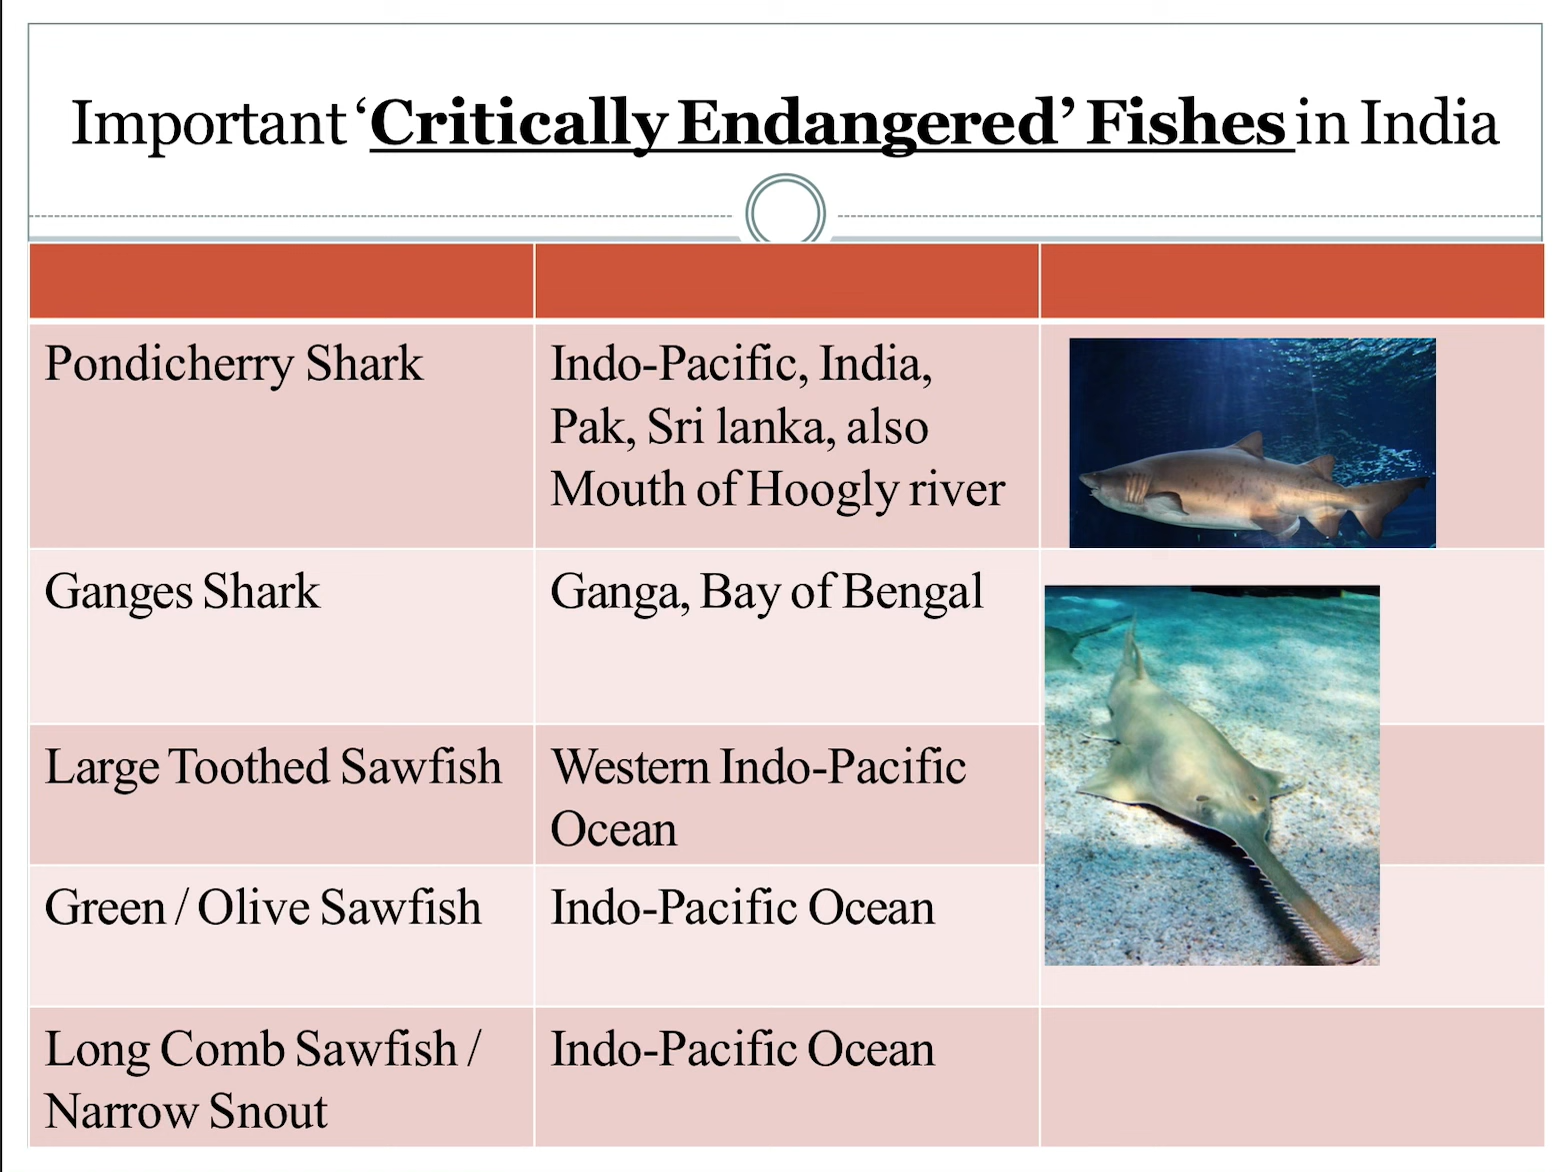 Important ‘Critically Endangered’ Fishes in India
Pondicherry Shark
Indo-Pacific, India,
Pak, Sri lanka, also
Mouth of Hoogly river
Ganges Shark
Ganga, Bay of Bengal
Large Toothed Sawfish
Western Indo-Pacific
Ocean
Green / Olive Sawfish
Indo-Pacific Ocean
Long Comb Sawfish /
Narrow Snout
Indo-Pacific Ocean